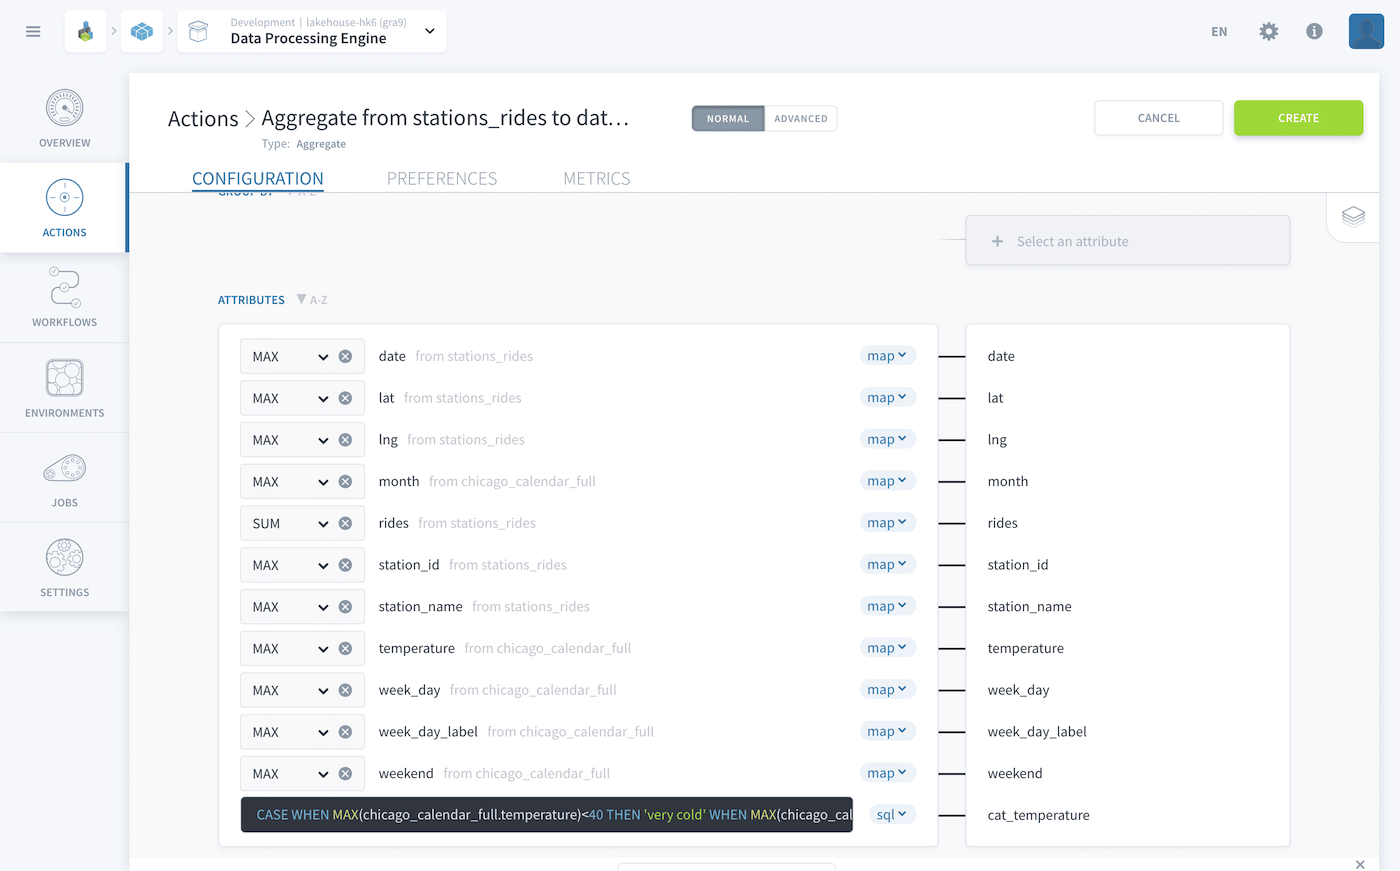 Development | lakehouse-hk6 (gra9)
Data Processing Engine
EN
OVERVIEW
ACTIONS
WORKFLOWS
ENVIRONMENTS
JOBS
SETTINGS
Actions > Aggregate from stations_rides to dat...
Type: Aggregate
NORMAL ADVANCED
CANCEL
CREATE
CONFIGURATION PREFERENCES METRICS
+ Select an attribute
ATTRIBUTES A-Z
MAX date from stations_rides map date
MAX lat from stations_rides map lat
MAX lng from stations_rides map lng
MAX month from chicago_calendar_full map month
SUM rides from stations_rides map rides
MAX station_id from stations_rides map station_id
MAX station_name from stations_rides map station_name
MAX temperature from chicago_calendar_full map temperature
MAX week_day from chicago_calendar_full map week_day
MAX week_day_label from chicago_calendar_full map week_day_label
MAX weekend from chicago_calendar_full map weekend
CASE WHEN MAX(chicago_calendar_full.temperature)<40 THEN 'very cold' WHEN MAX(chicago_cal sql cat_temperature